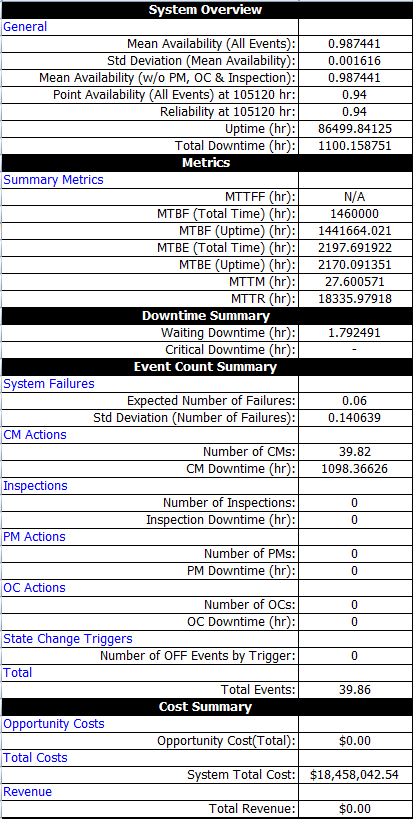 System Overview
General
Mean Availability (All Events): 0.987441
Std Deviation (Mean Availability): 0.001616
Mean Availability (w/o PM, OC & Inspection): 0.987441
Point Availability (All Events) at 105120 hr: 0.94
Reliability at 105120 hr: 0.94
Uptime (hr): 86499.84125
Total Downtime (hr): 1100.158751
Metrics
Summary Metrics
MTTFF (hr): N/A
MTBF (Total Time) (hr): 1460000
MTBF (Uptime) (hr): 1441664.021
MTBE (Total Time) (hr): 2197.691922
MTBE (Uptime) (hr): 2170.091351
MTTM (hr): 27.600571
MTTR (hr): 18335.97918
Downtime Summary
Waiting Downtime (hr): 1.792491
Critical Downtime (hr): -
Event Count Summary
System Failures
Expected Number of Failures: 0.06
Std Deviation (Number of Failures): 0.140639
CM Actions
Number of CMs: 39.82
CM Downtime (hr): 1098.36626
Inspections
Number of Inspections: 0
Inspection Downtime (hr): 0
PM Actions
Number of PMs: 0
PM Downtime (hr): 0
OC Actions
Number of OCs: 0
OC Downtime (hr): 0
State Change Triggers
Number of OFF Events by Trigger: 0
Total
Total Events: 39.86
Cost Summary
Opportunity Costs
Opportunity Cost(Total): $0.00
Total Costs
System Total Cost: $18,458,042.54
Revenue
Total Revenue: $0.00